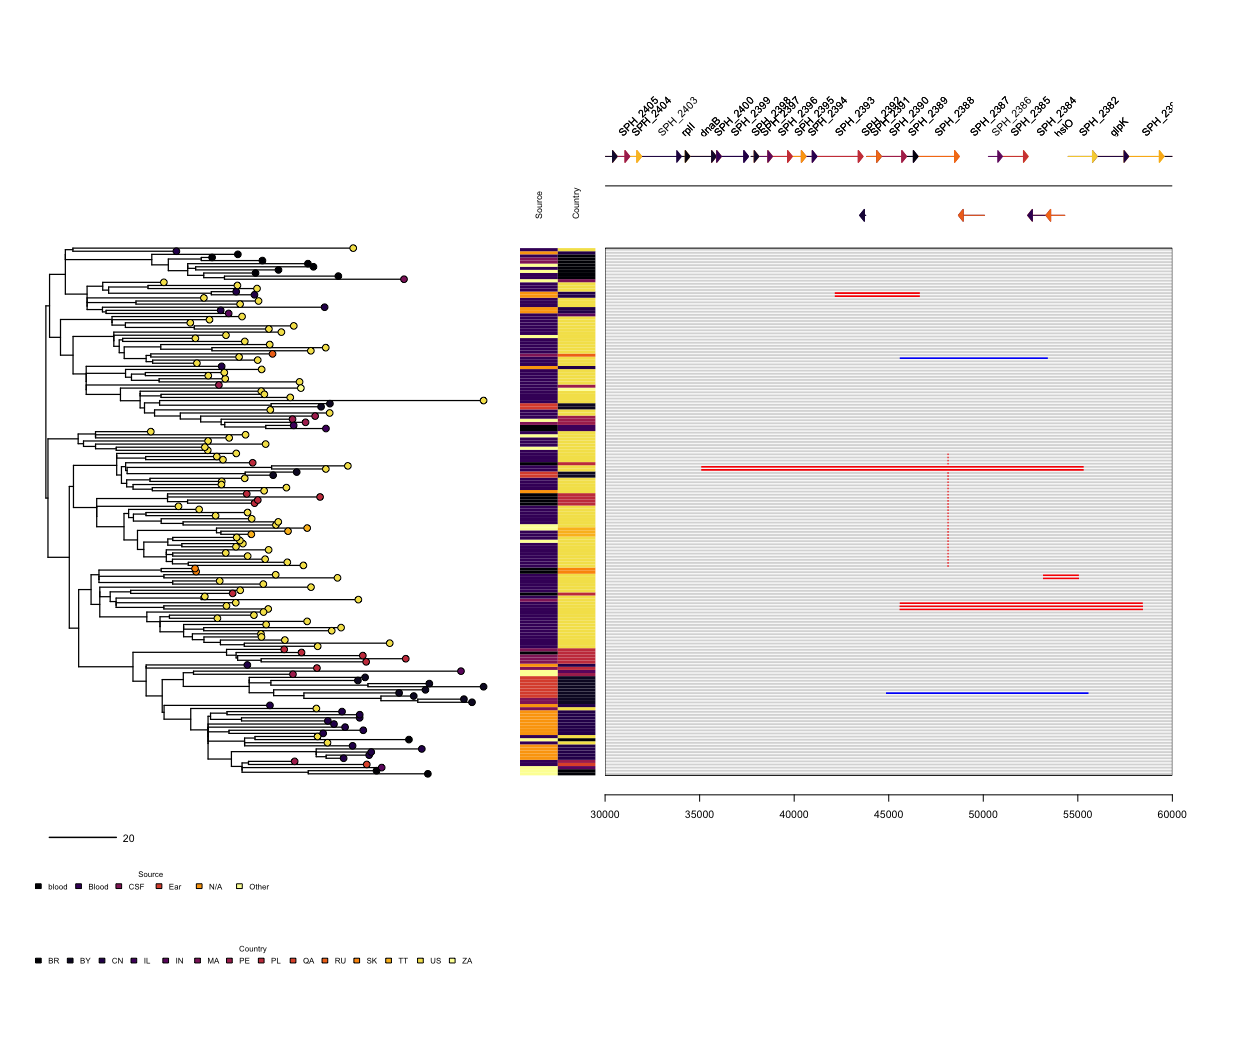 SPH_2405
SPH_2404
SPH_2403
rplI
dnaB
SPH_2400
SPH_2399
SPH_2398
SPH_2397
SPH_2396
SPH_2395
SPH_2394
SPH_2393
SPH_2392
SPH_2391
SPH_2390
SPH_2389
SPH_2388
SPH_2387
SPH_2386
SPH_2385
SPH_2384
hslO
SPH_2382
glpK
Source
Country
30000 35000 40000 45000 50000 55000 60000
20
Source
blood Blood CSF Ear N/A Other
Country
BR BY CN IL IN MA PE PL QA RU SK TT US ZA